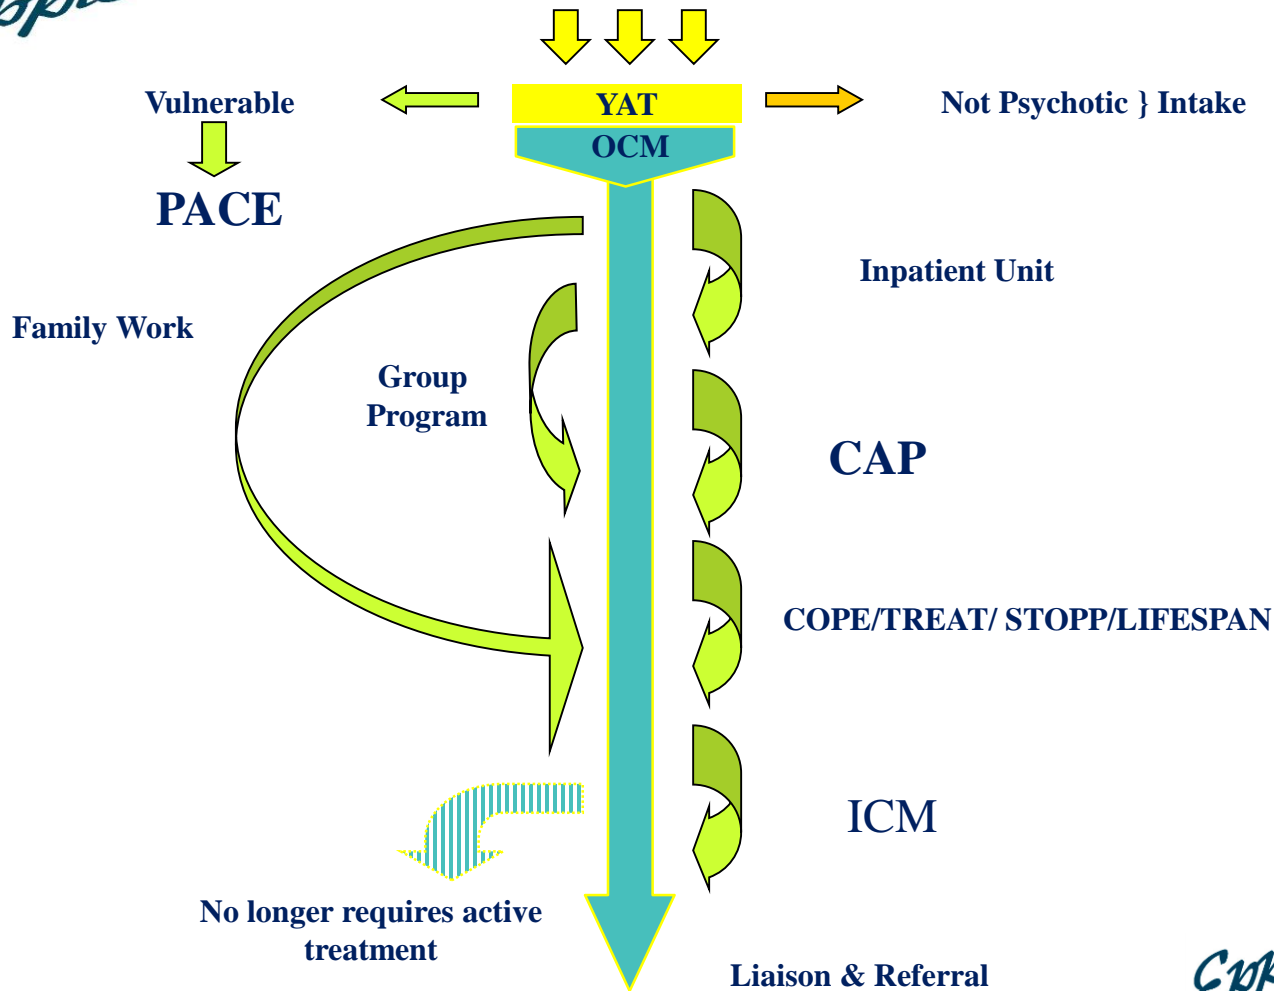 Vulnerable
YAT
Not Psychotic } Intake
OCM
PACE
Inpatient Unit
Family Work
Group
Program
CAP
COPE/TREAT/ STOPP/LIFESPAN
ICM
No longer requires active
treatment
Liaison & Referral